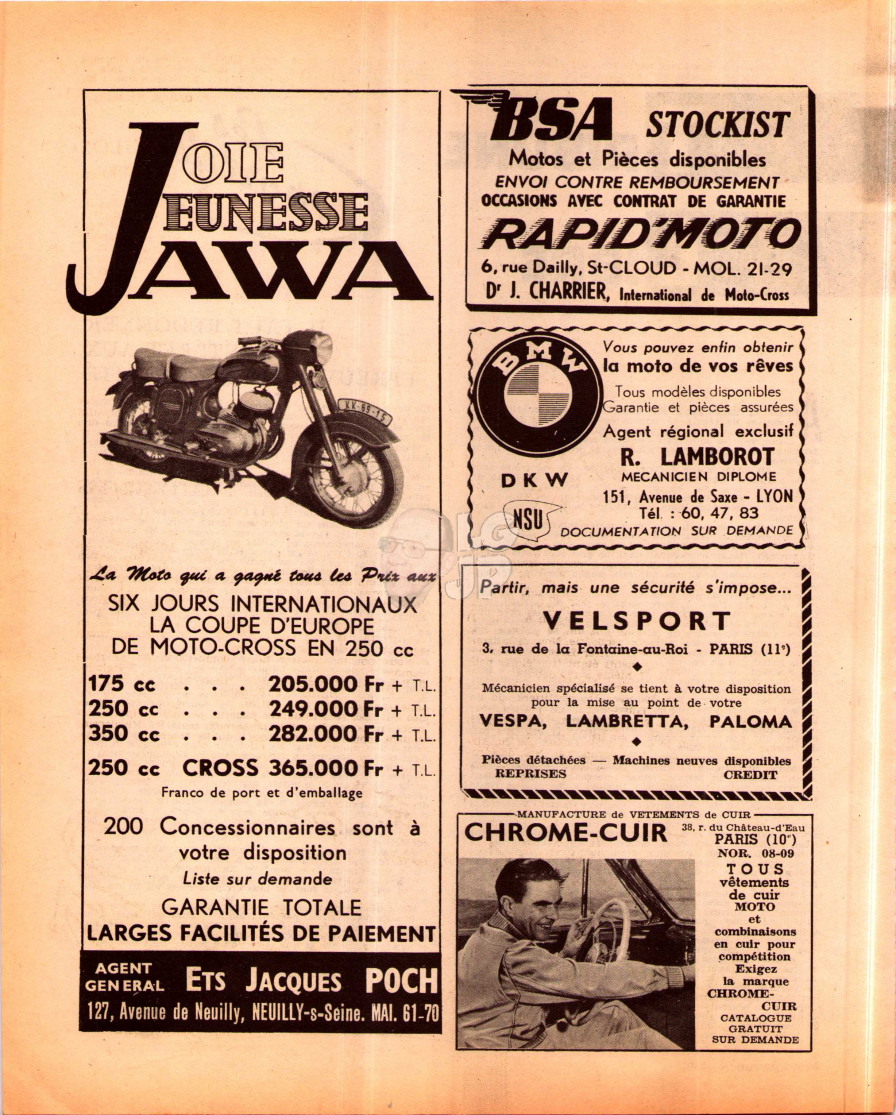 JOIE
JEUNESSE
JAWA
XK-69-15
La Moto qui a gagné tous les Prix aux
SIX JOURS INTERNATIONAUX
LA COUPE D'EUROPE
DE MOTO-CROSS EN 250 cc
175 cc . . . 205.000 Fr + T.L.
250 cc . . . 249.000 Fr + T.L.
350 cc . . . 282.000 Fr + T.L.
250 cc CROSS 365.000 Fr + T.L.
Franco de port et d'emballage
200 Concessionnaires sont à
votre disposition
Liste sur demande
GARANTIE TOTALE
LARGES FACILITÉS DE PAIEMENT
AGENT
GENERAL
ETS JACQUES POCH
127, Avenue de Neuilly, NEUILLY-s-Seine. MAI. 61-70
BSA STOCKIST
Motos et Pièces disponibles
ENVOI CONTRE REMBOURSEMENT
OCCASIONS AVEC CONTRAT DE GARANTIE
RAPID'MOTO
6, rue Dailly, St-CLOUD - MOL. 21-29
Dr J. CHARRIER, International de Moto-Cross
BMW
Vous pouvez enfin obtenir
la moto de vos rêves
Tous modèles disponibles
Garantie et pièces assurées
Agent régional exclusif
R. LAMBOROT
MECANICIEN DIPLOME
DKW
151, Avenue de Saxe - LYON
NSU
Tél. : 60, 47, 83
DOCUMENTATION SUR DEMANDE
LG
JP
Partir, mais une sécurité s'impose...
VELSPORT
3, rue de la Fontaine-au-Roi - PARIS (11e)
Mécanicien spécialisé se tient à votre disposition
pour la mise au point de votre
VESPA, LAMBRETTA, PALOMA
Pièces détachées — Machines neuves disponibles
REPRISES CREDIT
MANUFACTURE de VETEMENTS de CUIR
CHROME-CUIR
38, r. du Château-d'Eau
PARIS (10e)
NOR. 08-09
TOUS
vêtements
de cuir
MOTO
et
combinaisons
en cuir pour
compétition
Exigez
la marque
CHROME-
CUIR
CATALOGUE
GRATUIT
SUR DEMANDE